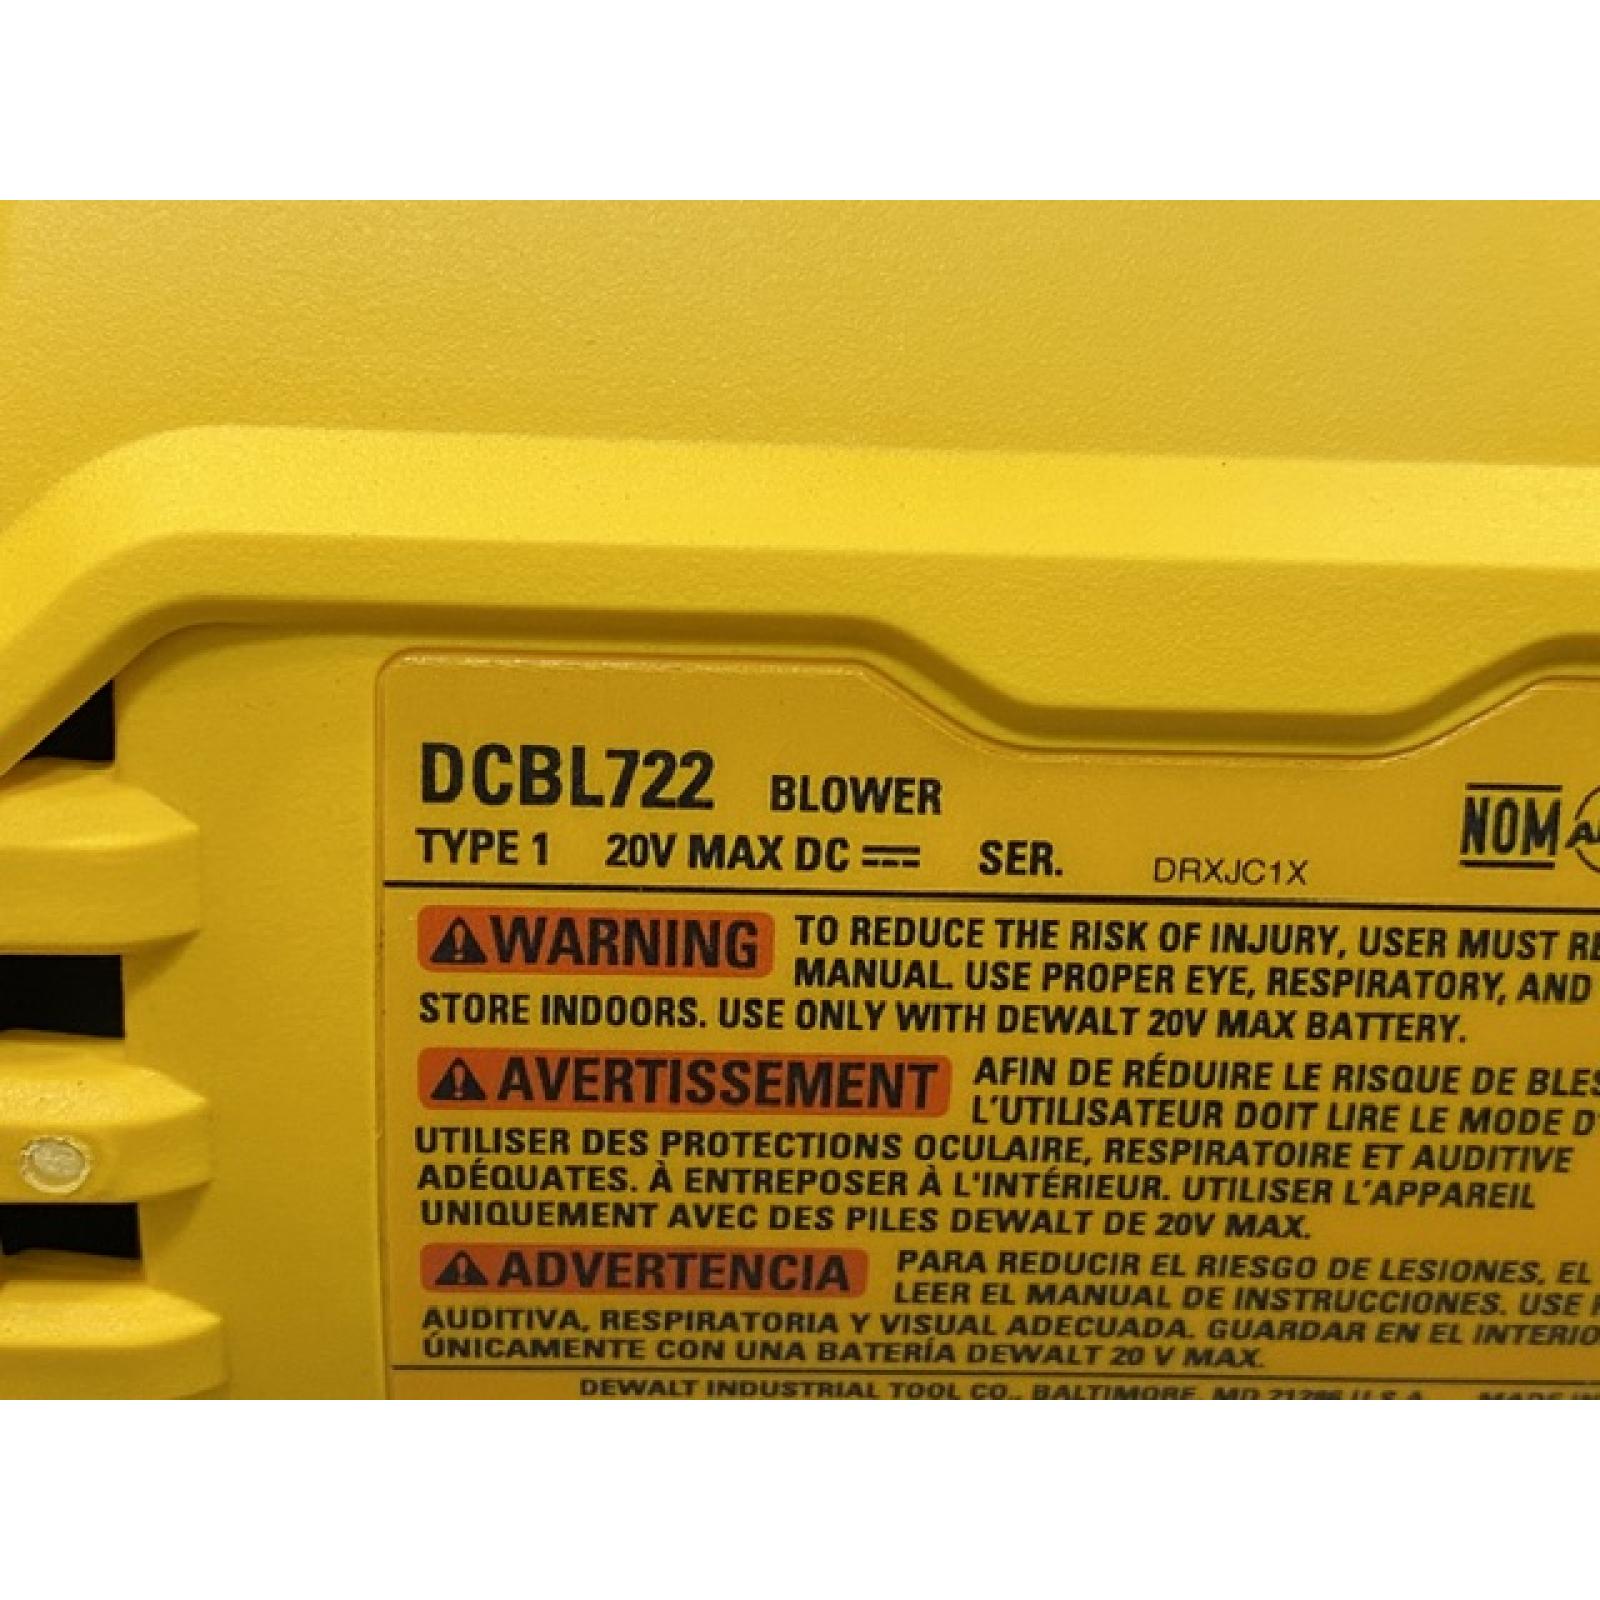 DCBL722 BLOWER
TYPE 1 20V MAX DC SER. DRXJC1X
NOM
WARNING TO REDUCE THE RISK OF INJURY, USER MUST
MANUAL. USE PROPER EYE, RESPIRATORY, AND
STORE INDOORS. USE ONLY WITH DEWALT 20V MAX BATTERY.
AVERTISSEMENT AFIN DE RÉDUIRE LE RISQUE DE
L'UTILISATEUR DOIT LIRE LE MODE
UTILISER DES PROTECTIONS OCULAIRE, RESPIRATOIRE ET AUDITIVE
ADÉQUATES. À ENTREPOSER À L'INTÉRIEUR. UTILISER L'APPAREIL
UNIQUEMENT AVEC DES PILES DEWALT DE 20V MAX.
ADVERTENCIA PARA REDUCIR EL RIESGO DE LESIONES, EL
LEER EL MANUAL DE INSTRUCCIONES. USE
AUDITIVA, RESPIRATORIA Y VISUAL ADECUADA. GUARDAR EN EL
ÚNICAMENTE CON UNA BATERÍA DEWALT 20 V MAX.
DEWALT INDUSTRIAL TOOL CO., BALTIMORE, MD 21286 U.S.A.